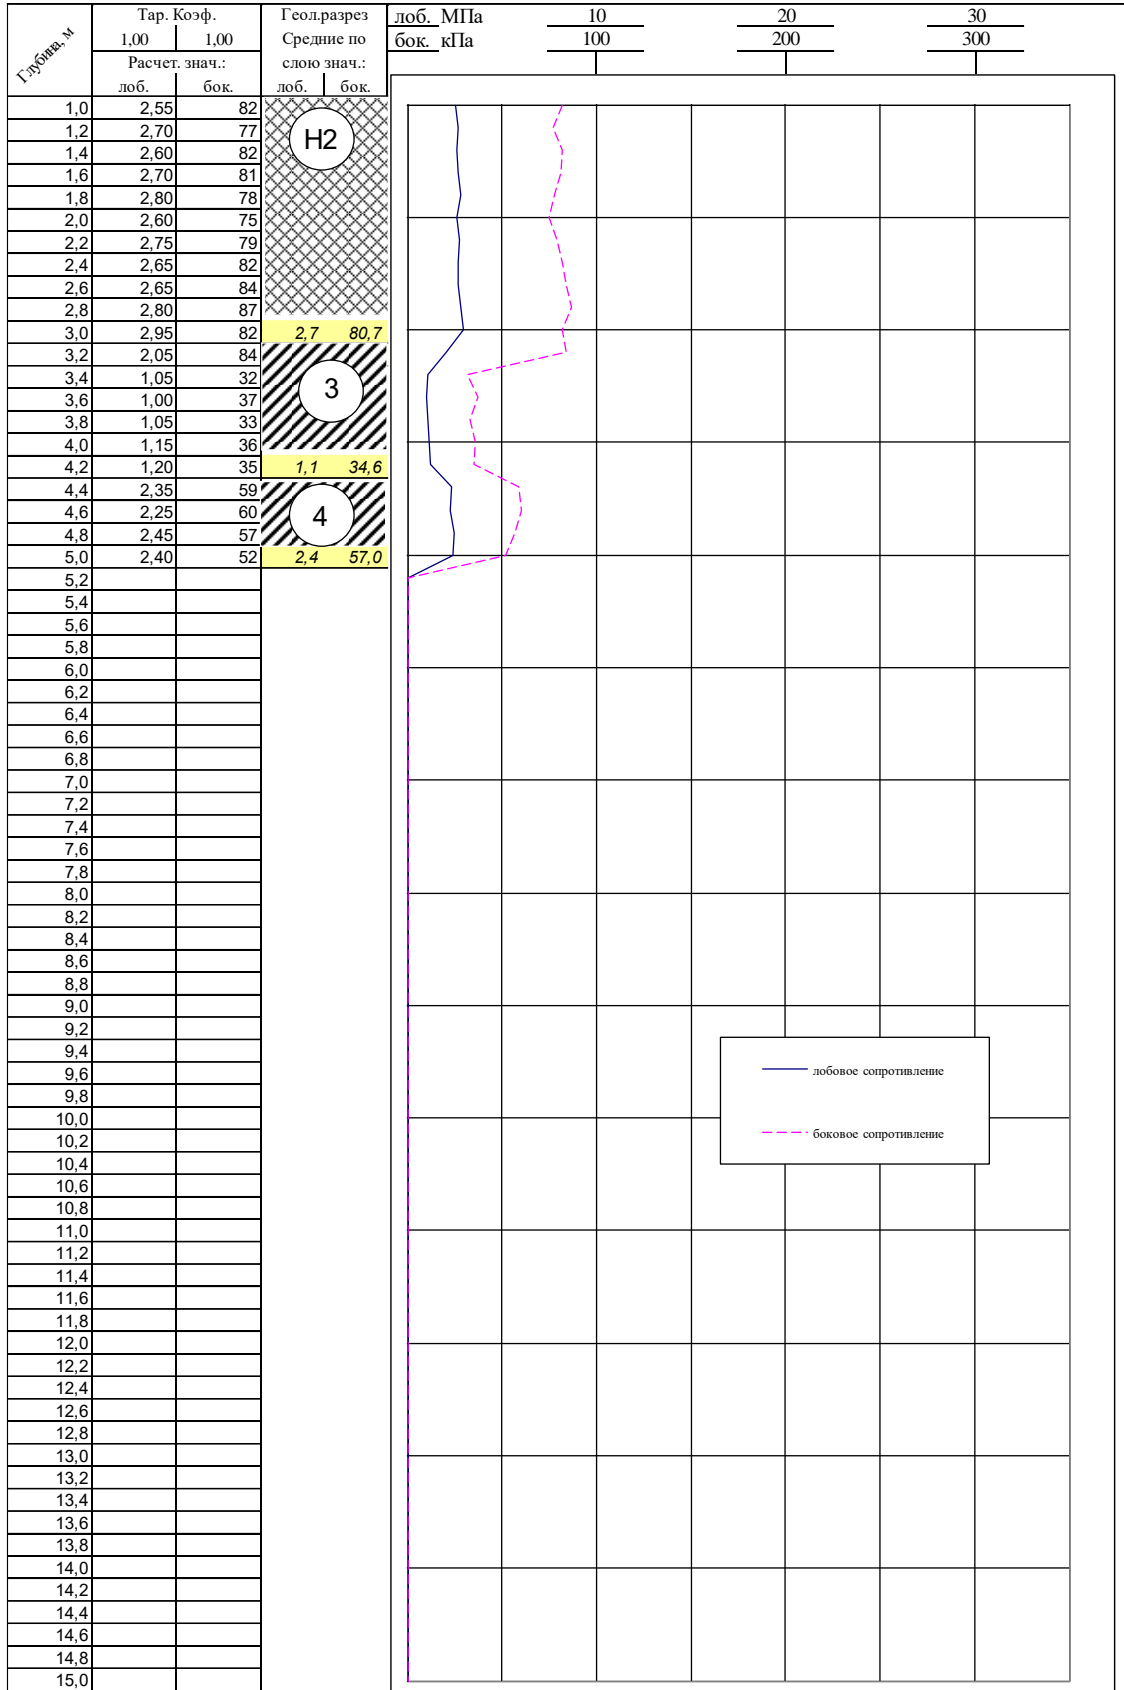 Глубина, м Тар. Коэф. Геол.разрез лоб. МПа 10 20 30
1,00 1,00 Средние по бок. кПа 100 200 300
Расчет. знач.: слою знач.:
лоб. бок. лоб. бок.
1,0 2,55 82
1,2 2,70 77
H2
1,4 2,60 82
1,6 2,70 81
1,8 2,80 78
2,0 2,60 75
2,2 2,75 79
2,4 2,65 82
2,6 2,65 84
2,8 2,80 87
3,0 2,95 82 2,7 80,7
3,2 2,05 84
3,4 1,05 32
3
3,6 1,00 37
3,8 1,05 33
4,0 1,15 36
4,2 1,20 35 1,1 34,6
4,4 2,35 59
4,6 2,25 60
4
4,8 2,45 57
5,0 2,40 52 2,4 57,0
5,2
5,4
5,6
5,8
6,0
6,2
6,4
6,6
6,8
7,0
7,2
7,4
7,6
7,8
8,0
8,2
8,4
8,6
8,8
9,0
9,2
9,4
9,6 лобовое сопротивление
9,8
10,0
10,2 боковое сопротивление
10,4
10,6
10,8
11,0
11,2
11,4
11,6
11,8
12,0
12,2
12,4
12,6
12,8
13,0
13,2
13,4
13,6
13,8
14,0
14,2
14,4
14,6
14,8
15,0